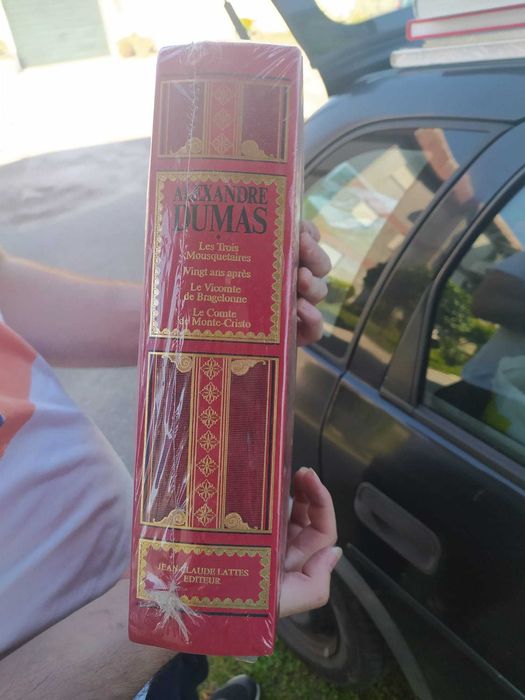 ALEXANDRE
DUMAS
Les Trois
Mousquetaires
Vingt ans après
Le Vicomte
de Bragelonne
Le Comte
de Monte-Cristo
JEAN-CLAUDE LATTES
EDITEUR